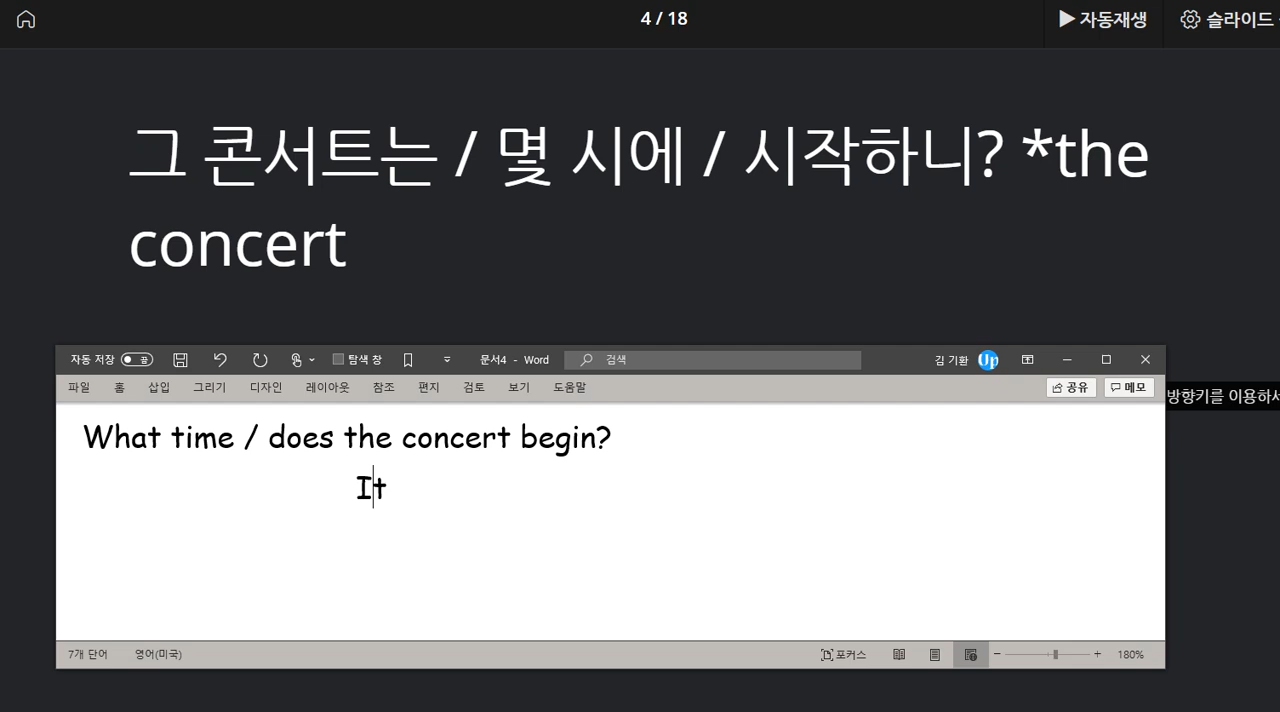 4 / 18
▶ 자동재생
슬라이드
그 콘서트는 / 몇 시에 / 시작하니? *the
concert
자동 저장 끔
탐색 창
문서4 - Word
검색
김 기환
Up
파일 홈 삽입 그리기 디자인 레이아웃 참조 편지 검토 보기 도움말
공유
메모
방향키를 이용하서
What time / does the concert begin?
It
7개 단어
영어(미국)
포커스
180%